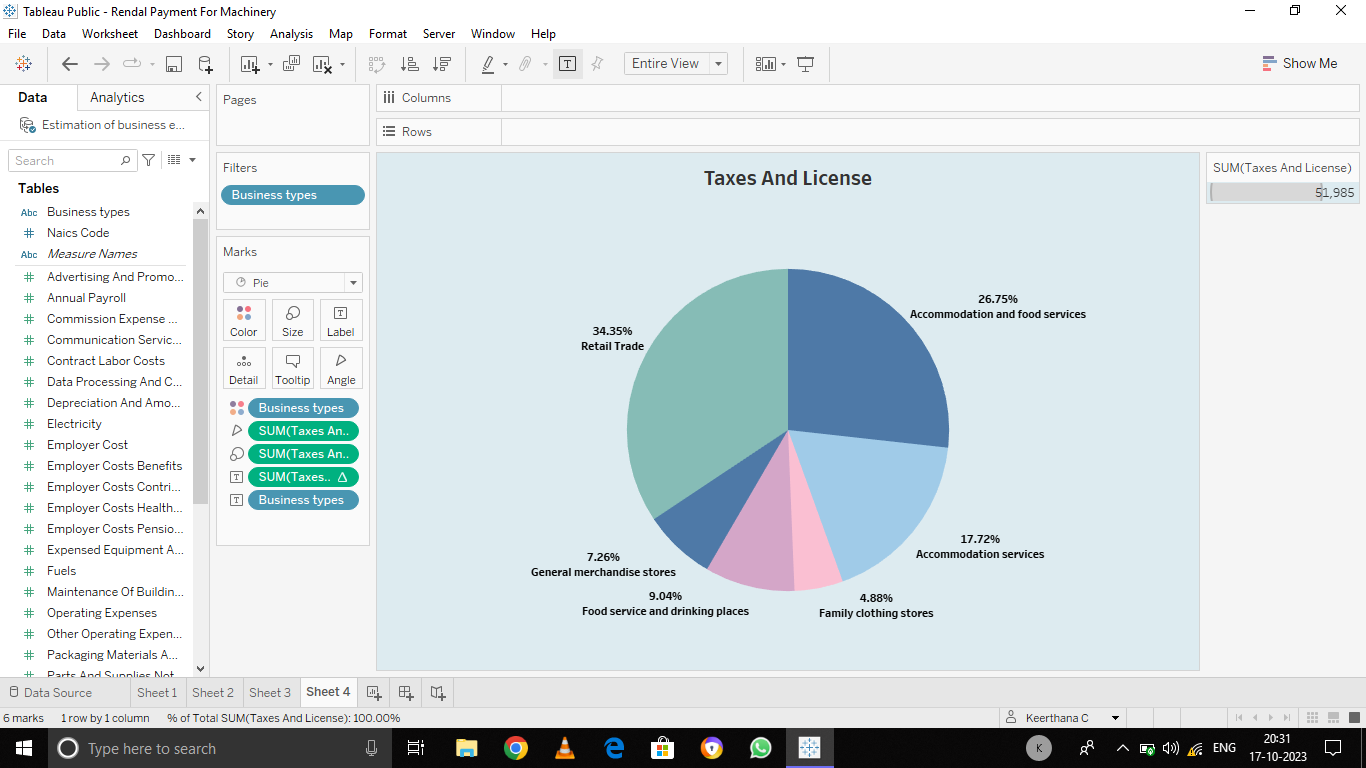 Tableau Public - Rendal Payment For Machinery
File Data Worksheet Dashboard Story Analysis Map Format Server Window Help
Entire View
Show Me
Data
Analytics
Estimation of business e...
Search
Tables
Abc Business types
# Naics Code
Abc Measure Names
# Advertising And Promo...
# Annual Payroll
# Commission Expense ...
# Communication Servic...
# Contract Labor Costs
# Data Processing And C...
# Depreciation And Amo...
# Electricity
# Employer Cost
# Employer Costs Benefits
# Employer Costs Contri...
# Employer Costs Health...
# Employer Costs Pensio...
# Expensed Equipment A...
# Fuels
# Maintenance Of Buildin...
# Operating Expenses
# Other Operating Expen...
# Packaging Materials A...
# Parts And Supplies Not
Pages
Filters
Business types
Marks
Pie
Color Size Label
Detail Tooltip Angle
Business types
SUM(Taxes An..
SUM(Taxes An..
SUM(Taxes.. Δ
Business types
Columns
Rows
Taxes And License
26.75%
Accommodation and food services
34.35%
Retail Trade
17.72%
Accommodation services
7.26%
General merchandise stores
9.04%
Food service and drinking places
4.88%
Family clothing stores
SUM(Taxes And License)
51,985
Data Source Sheet 1 Sheet 2 Sheet 3 Sheet 4
6 marks 1 row by 1 column % of Total SUM(Taxes And License): 100.00%
Keerthana C
Type here to search
K
ENG
20:31
17-10-2023